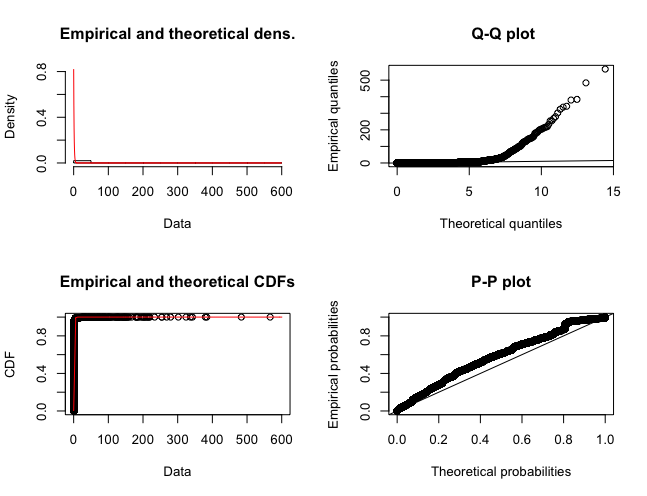 Empirical and theoretical dens.
Density
0.0
0.4
0.8
0 100 200 300 400 500 600
Data
Q-Q plot
Empirical quantiles
0
200
500
0 5 10 15
Theoretical quantiles
Empirical and theoretical CDFs
CDF
0.0
0.4
0.8
0 100 200 300 400 500 600
Data
P-P plot
Empirical probabilities
0.0
0.4
0.8
0.0 0.2 0.4 0.6 0.8 1.0
Theoretical probabilities